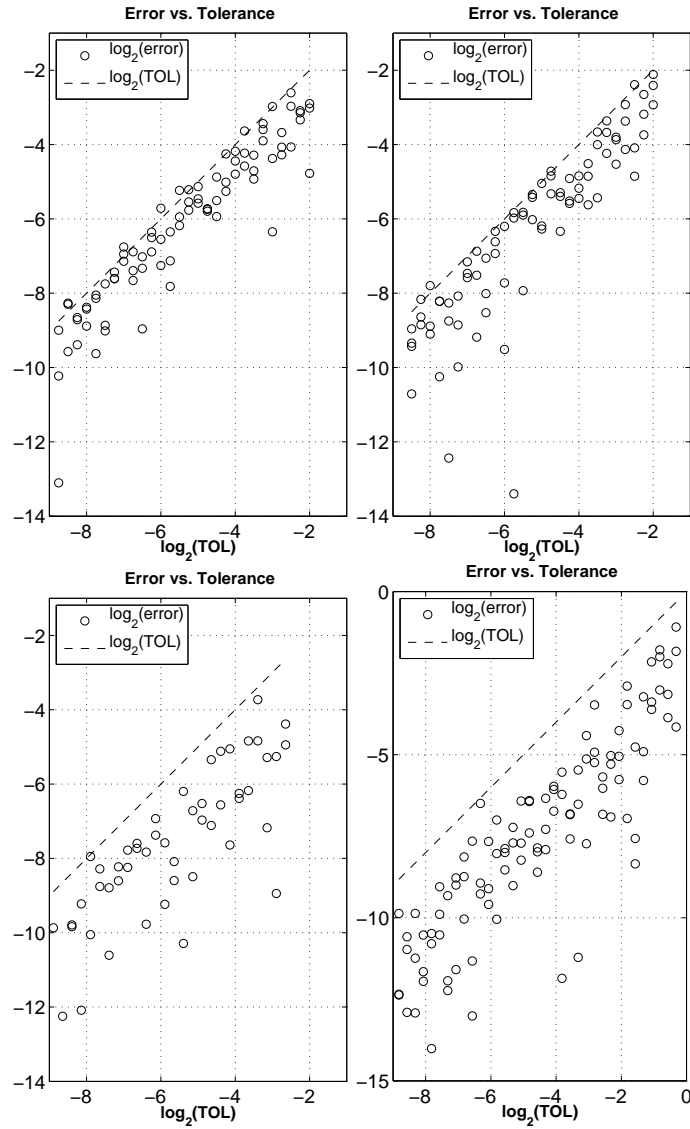 Error vs. Tolerance
log₂(error)
log₂(TOL)
−2
−4
−6
−8
−10
−12
−14
−8 −6 −4 −2
log₂(TOL)
Error vs. Tolerance
log₂(error)
log₂(TOL)
−2
−4
−6
−8
−10
−12
−14
−8 −6 −4 −2
log₂(TOL)
Error vs. Tolerance
log₂(error)
log₂(TOL)
−2
−4
−6
−8
−10
−12
−14
−8 −6 −4 −2
log₂(TOL)
Error vs. Tolerance
log₂(error)
log₂(TOL)
0
−5
−10
−15
−8 −6 −4 −2 0
log₂(TOL)